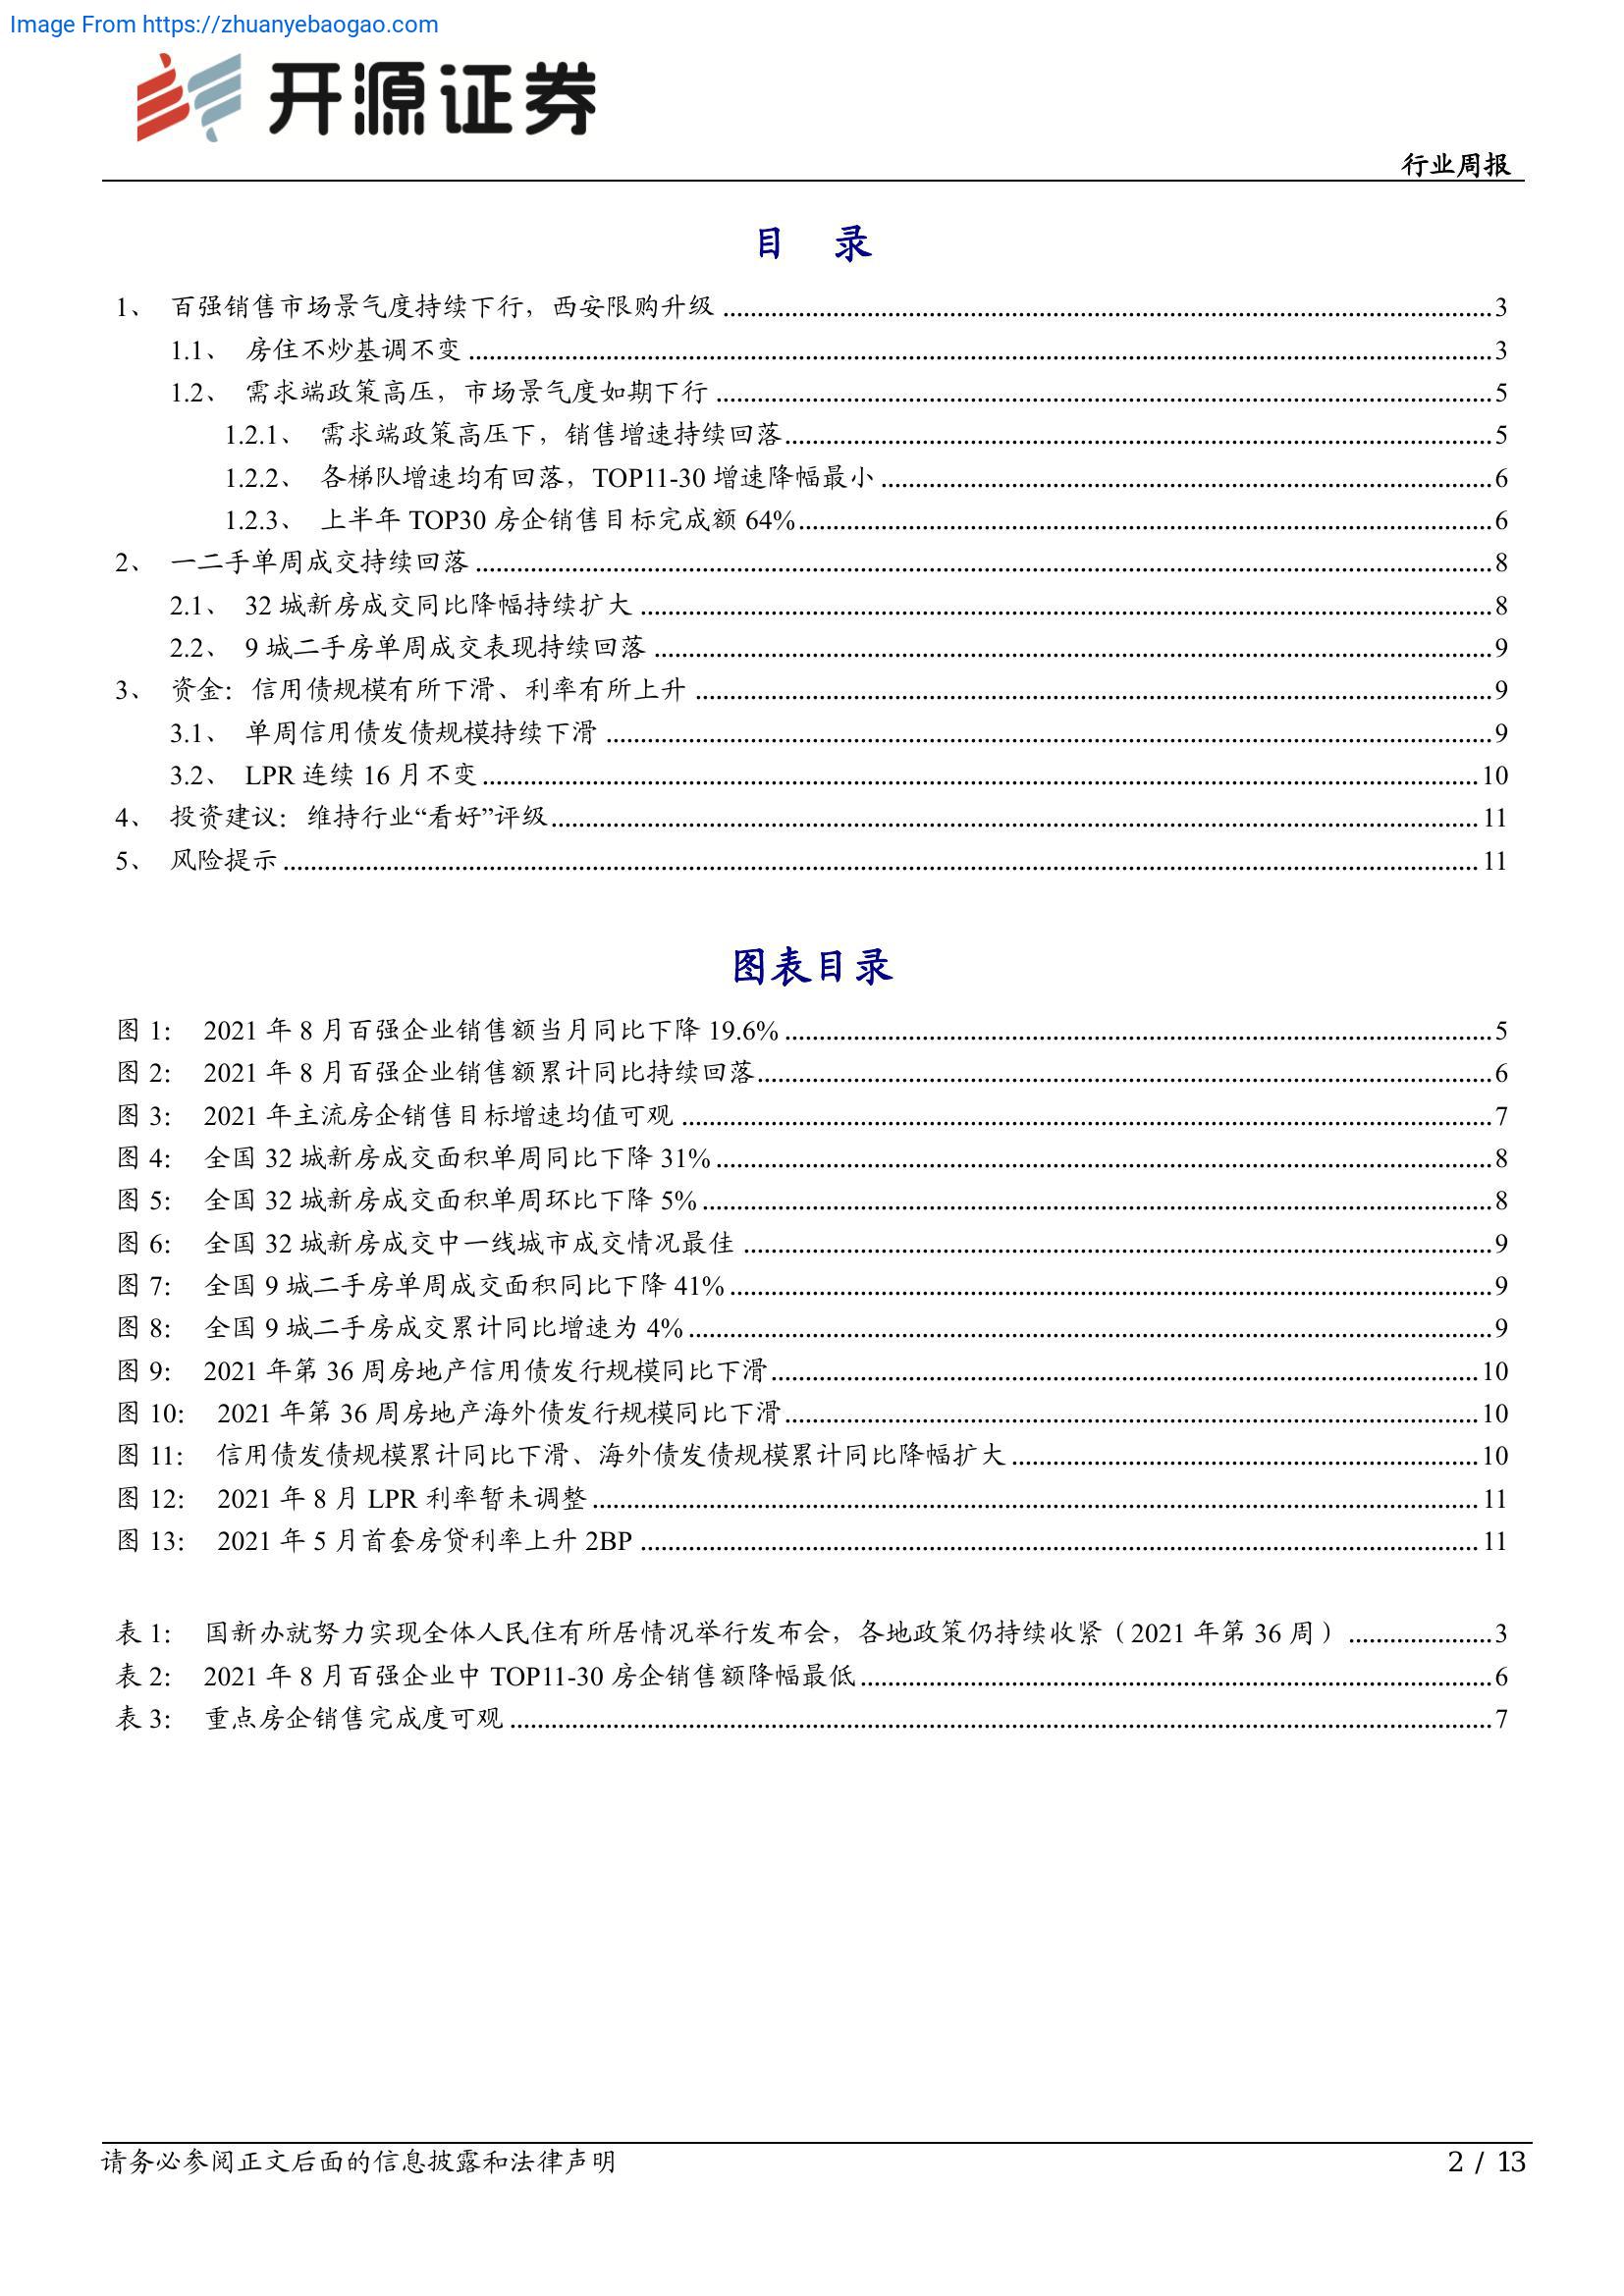 Image From https://zhuanyebaogao.com
开源证券
行业周报
目 录
1、 百强销售市场景气度持续下行，西安限购升级 ........ 3
1.1、 房住不炒基调不变 ........ 3
1.2、 需求端政策高压，市场景气度如期下行 ........ 5
1.2.1、 需求端政策高压下，销售增速持续回落 ........ 5
1.2.2、 各梯队增速均有回落，TOP11-30 增速降幅最小 ........ 6
1.2.3、 上半年 TOP30 房企销售目标完成额 64% ........ 6
2、 一二手单周成交持续回落 ........ 8
2.1、 32 城新房成交同比降幅持续扩大 ........ 8
2.2、 9 城二手房单周成交表现持续回落 ........ 9
3、 资金：信用债规模有所下滑、利率有所上升 ........ 9
3.1、 单周信用债发债规模持续下滑 ........ 9
3.2、 LPR 连续 16 月不变 ........ 10
4、 投资建议：维持行业“看好”评级 ........ 11
5、 风险提示 ........ 11
图表目录
图 1： 2021 年 8 月百强企业销售额当月同比下降 19.6% ........ 5
图 2： 2021 年 8 月百强企业销售额累计同比持续回落 ........ 6
图 3： 2021 年主流房企销售目标增速均值可观 ........ 7
图 4： 全国 32 城新房成交面积单周同比下降 31% ........ 8
图 5： 全国 32 城新房成交面积单周环比下降 5% ........ 8
图 6： 全国 32 城新房成交中一线城市成交情况最佳 ........ 9
图 7： 全国 9 城二手房单周成交面积同比下降 41% ........ 9
图 8： 全国 9 城二手房成交累计同比增速为 4% ........ 9
图 9： 2021 年第 36 周房地产信用债发行规模同比下滑 ........ 10
图 10： 2021 年第 36 周房地产海外债发行规模同比下滑 ........ 10
图 11： 信用债发债规模累计同比下滑、海外债发债规模累计同比降幅扩大 ........ 10
图 12： 2021 年 8 月 LPR 利率暂未调整 ........ 11
图 13： 2021 年 5 月首套房贷利率上升 2BP ........ 11
表 1： 国新办就努力实现全体人民住有所居情况举行发布会，各地政策仍持续收紧（2021 年第 36 周） ........ 3
表 2： 2021 年 8 月百强企业中 TOP11-30 房企销售额降幅最低 ........ 6
表 3： 重点房企销售完成度可观 ........ 7
请务必参阅正文后面的信息披露和法律声明
2 / 13